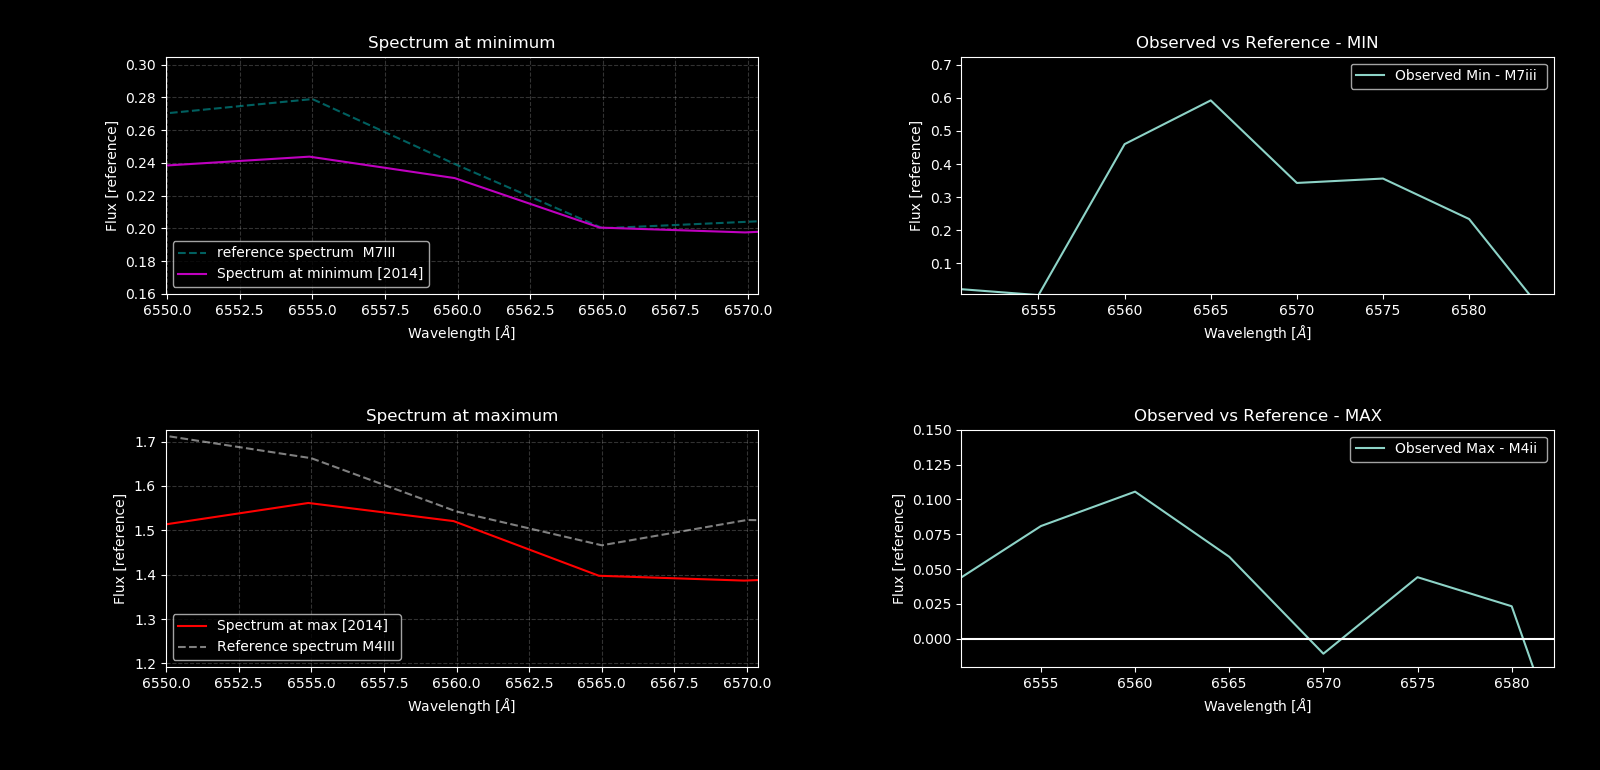 Spectrum at minimum
Flux [reference]
0.30
0.28
0.26
0.24
0.22
0.20
0.18
0.16
reference spectrum  M7III
Spectrum at minimum [2014]
6550.0 6552.5 6555.0 6557.5 6560.0 6562.5 6565.0 6567.5 6570.0
Wavelength [Å]
Observed vs Reference - MIN
Flux [reference]
0.7
0.6
0.5
0.4
0.3
0.2
0.1
Observed Min - M7iii
6555 6560 6565 6570 6575 6580
Wavelength [Å]
Spectrum at maximum
Flux [reference]
1.7
1.6
1.5
1.4
1.3
1.2
Spectrum at max [2014]
Reference spectrum M4III
6550.0 6552.5 6555.0 6557.5 6560.0 6562.5 6565.0 6567.5 6570.0
Wavelength [Å]
Observed vs Reference - MAX
Flux [reference]
0.150
0.125
0.100
0.075
0.050
0.025
0.000
Observed Max - M4ii
6555 6560 6565 6570 6575 6580
Wavelength [Å]